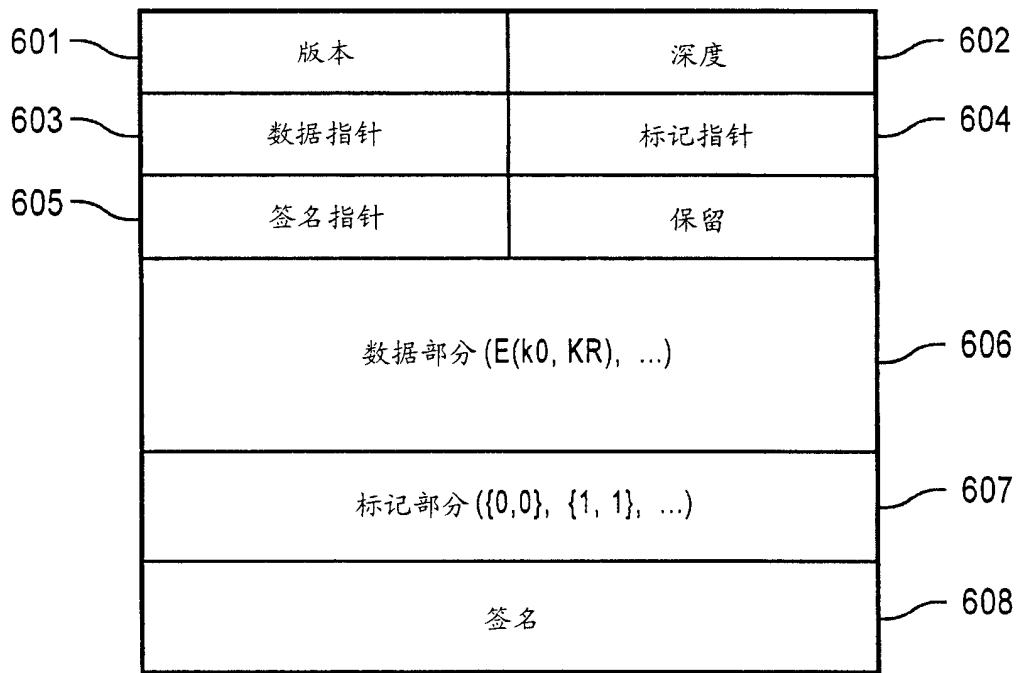 601 版本 深度 602
603 数据指针 标记指针 604
605 签名指针 保留
数据部分(E(k0, KR), ...) 606
标记部分({0,0}, {1, 1}, ...) 607
签名 608